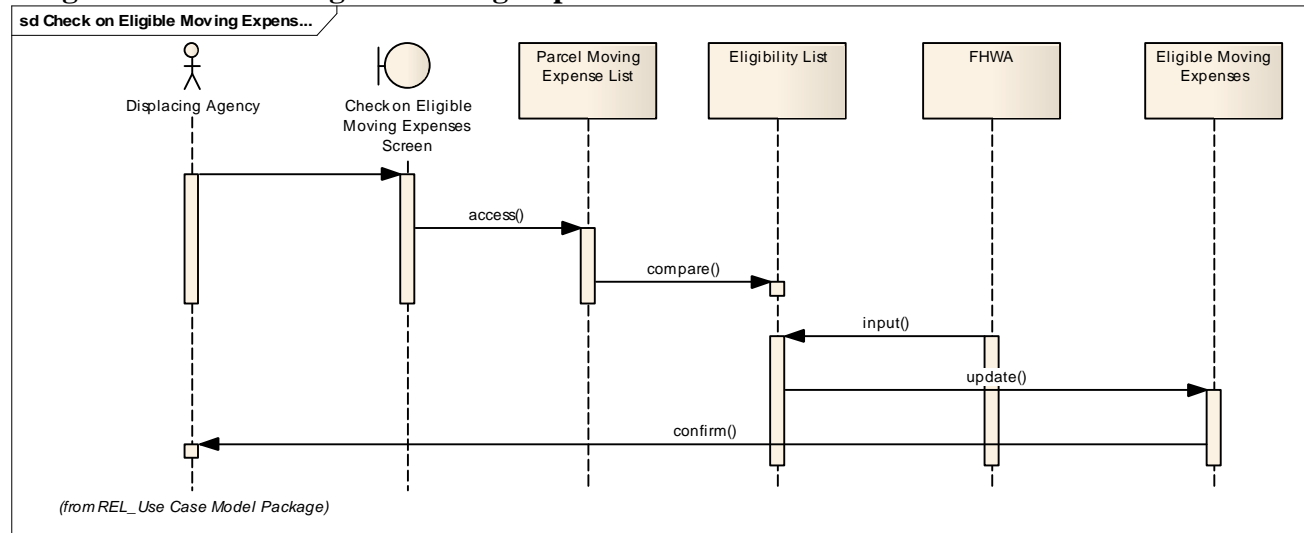 sd Check on Eligible Moving Expens...
Displacing Agency
Check on Eligible
Moving Expenses
Screen
Parcel Moving
Expense List
Eligibility List
FHWA
Eligible Moving
Expenses
access()
compare()
input()
update()
confirm()
(from REL_Use Case Model Package)